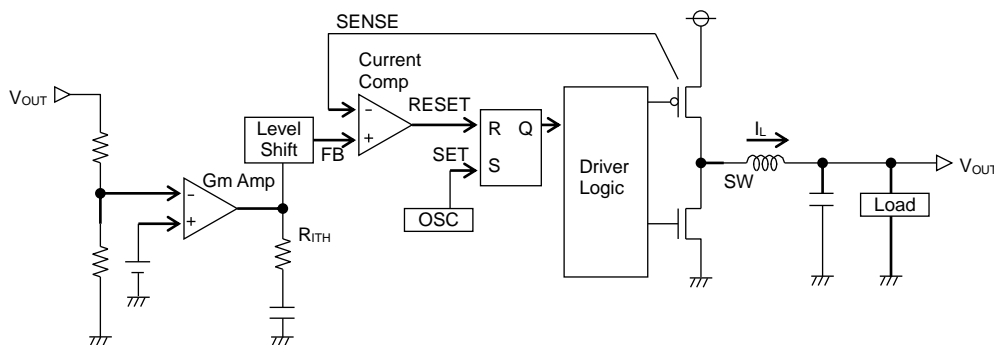 SENSE
Current
Comp
VOUT
RESET
-
+
Level
Shift
FB
SET
R Q
S
Gm Amp
-
+
OSC
RITH
Driver
Logic
IL
SW
VOUT
Load